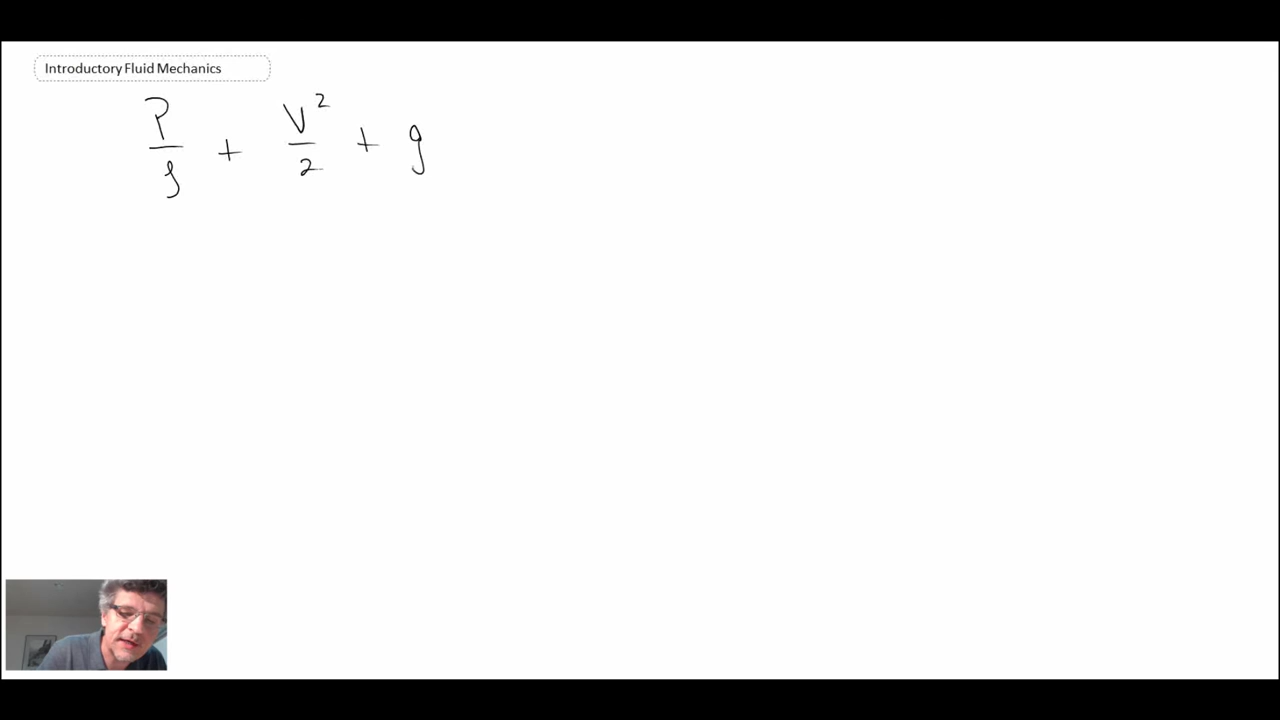 Introductory Fluid Mechanics
P/ρ + V²/2 + g